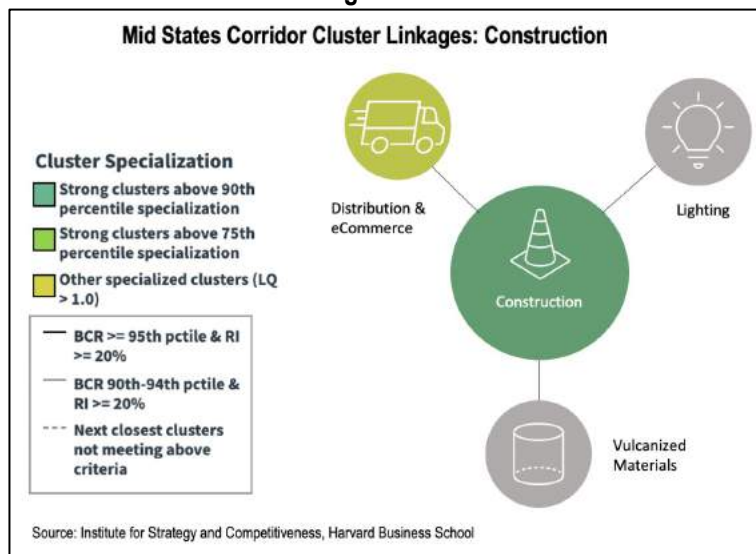 Mid States Corridor Cluster Linkages: Construction
Cluster Specialization
Strong clusters above 90th
percentile specialization
Strong clusters above 75th
percentile specialization
Other specialized clusters (LQ
> 1.0)
BCR >= 95th pctile & RI
>= 20%
BCR 90th-94th pctile &
RI >= 20%
Next closest clusters
not meeting above
criteria
Distribution &
eCommerce
Lighting
Construction
Vulcanized
Materials
Source: Institute for Strategy and Competitiveness, Harvard Business School